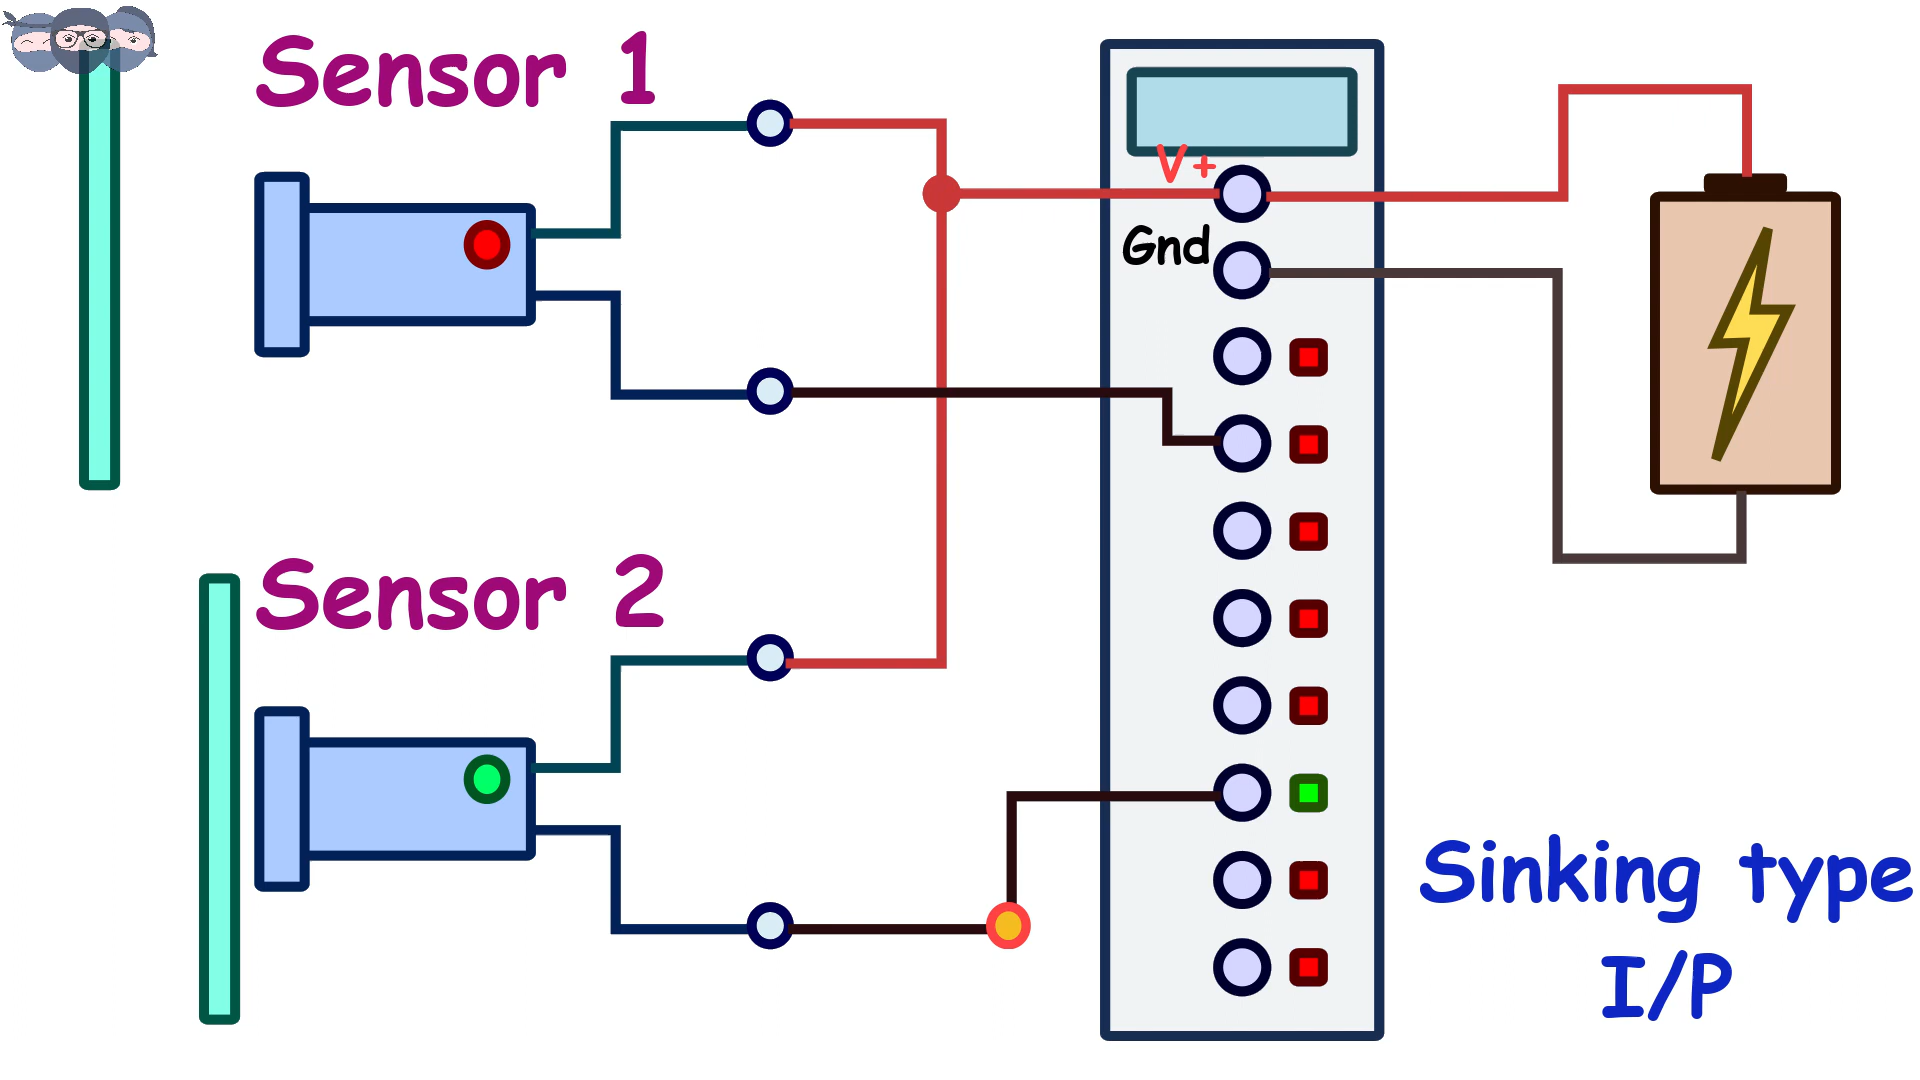 Sensor 1
V+
Gnd
Sensor 2
Sinking type
I/P